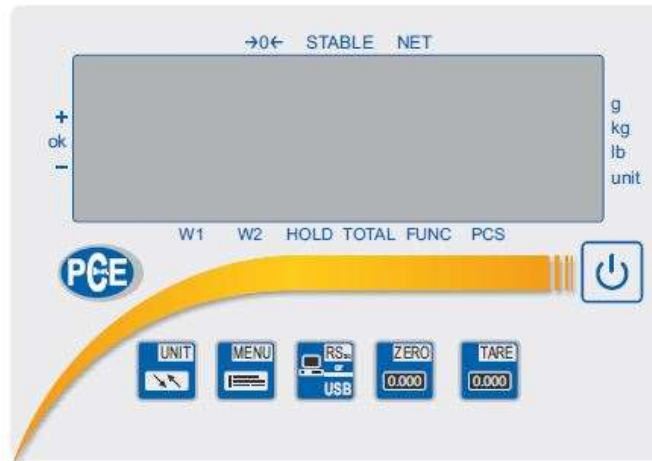 →0← STABLE NET
+
ok
−
g
kg
lb
unit
W1 W2 HOLD TOTAL FUNC PCS
PCE
UNIT MENU RS232 ZERO TARE
or
USB 0.000 0.000